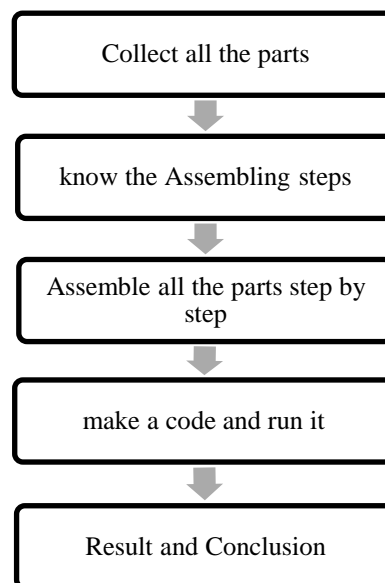 Collect all the parts
know the Assembling steps
Assemble all the parts step by
step
make a code and run it
Result and Conclusion